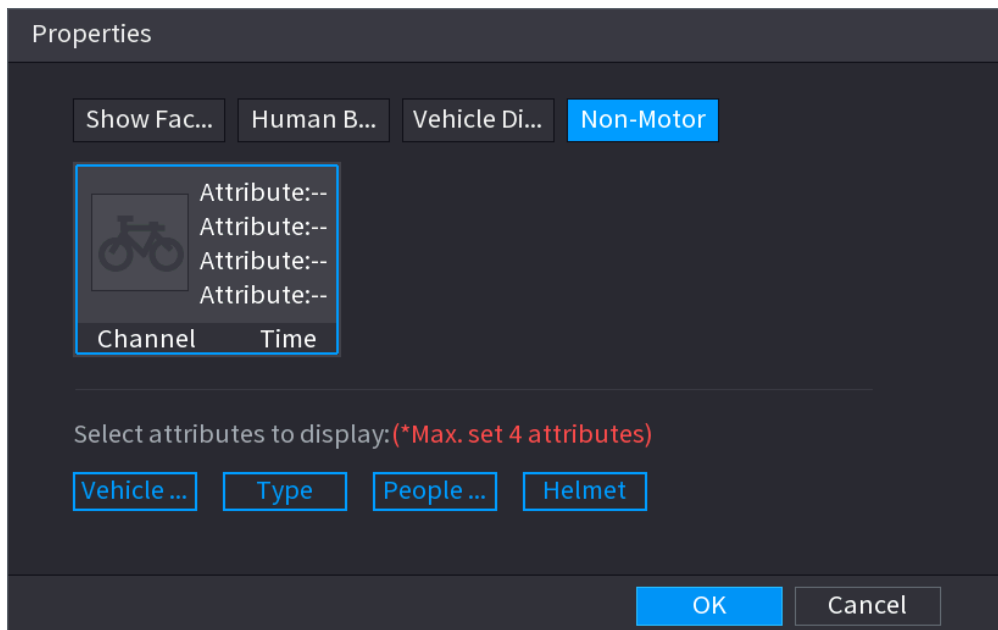 Properties
Show Fac... Human B... Vehicle Di... Non-Motor
Attribute:--
Attribute:--
Attribute:--
Attribute:--
Channel Time
Select attributes to display:(*Max. set 4 attributes)
Vehicle ... Type People ... Helmet
OK Cancel